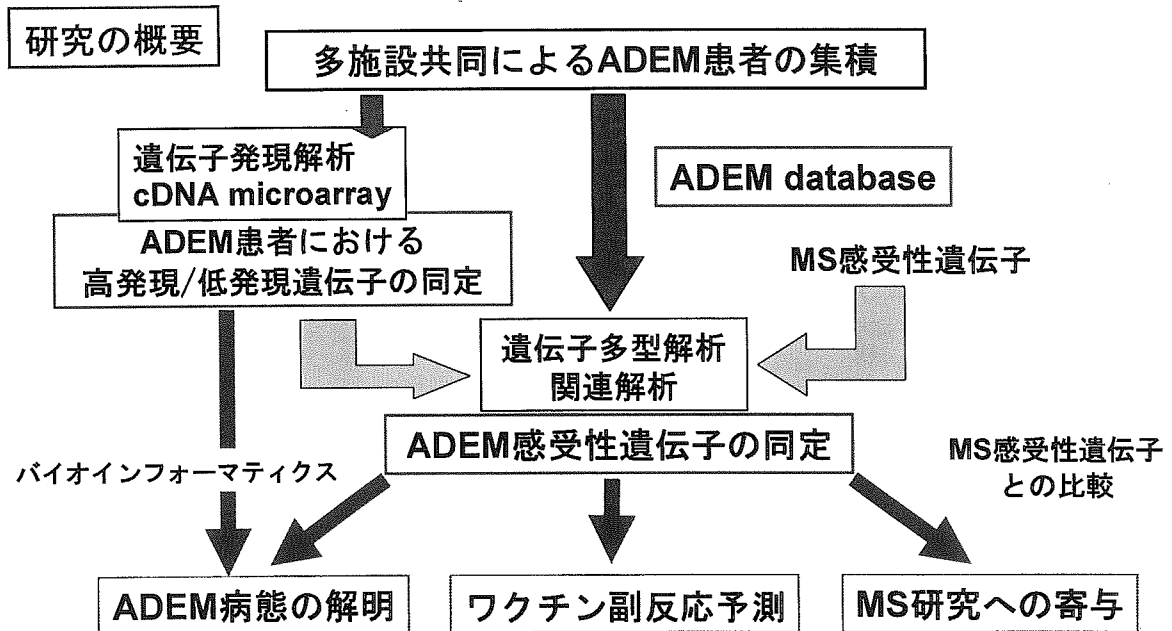 研究の概要
多施設共同によるADEM患者の集積
遺伝子発現解析
cDNA microarray
ADEM database
ADEM患者における
高発現/低発現遺伝子の同定
MS感受性遺伝子
遺伝子多型解析
関連解析
ADEM感受性遺伝子の同定
MS感受性遺伝子
との比較
バイオインフォーマティクス
ADEM病態の解明
ワクチン副反応予測
MS研究への寄与